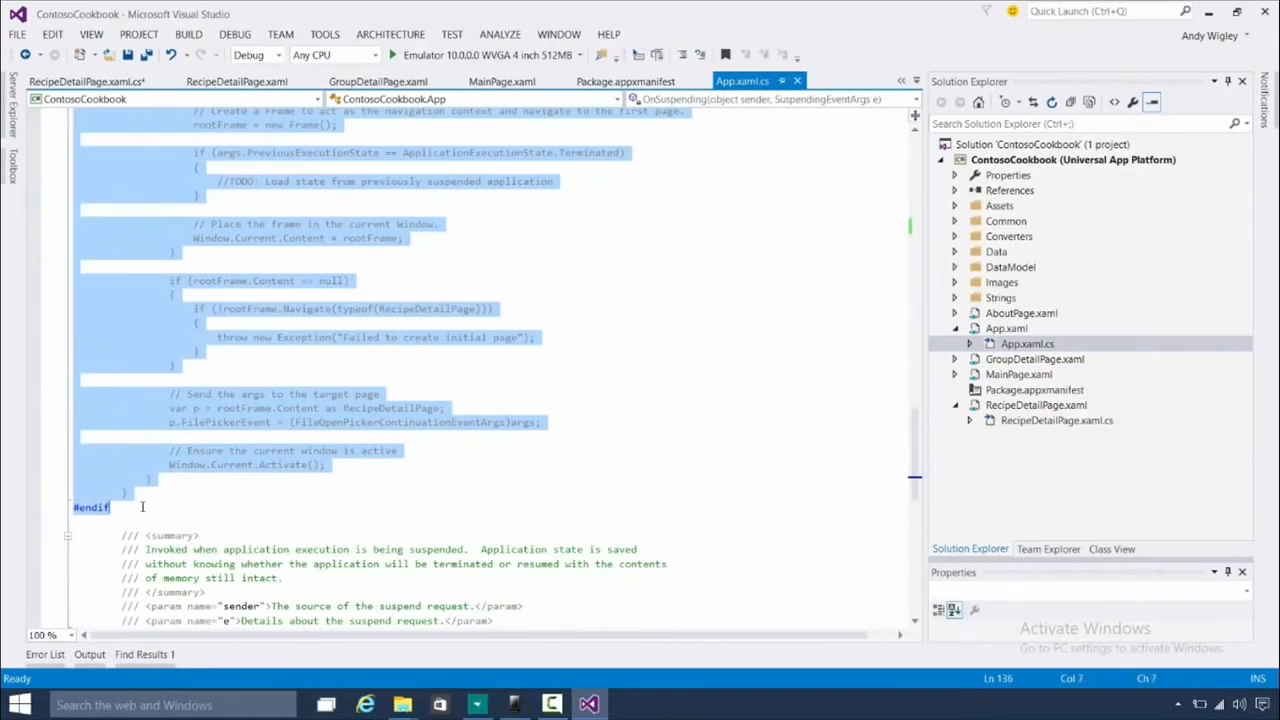 ContosoCookbook - Microsoft Visual Studio
Quick Launch (Ctrl+Q)
FILE EDIT VIEW PROJECT BUILD DEBUG TEAM TOOLS ARCHITECTURE TEST ANALYZE WINDOW HELP
Andy Wigley
Debug Any CPU Emulator 10.0.0.0 WVGA 4 inch 512MB
Server Explorer
Toolbox
Notifications
RecipeDetailPage.xaml.cs* RecipeDetailPage.xaml GroupDetailPage.xaml MainPage.xaml Package.appxmanifest App.xaml.cs
ContosoCookbook ContosoCookbook.App OnSuspending(object sender, SuspendingEventArgs e)
// Create a Frame to act as the navigation context and navigate to the first page.
rootFrame = new Frame();
if (args.PreviousExecutionState == ApplicationExecutionState.Terminated)
{
//TODO: Load state from previously suspended application
}
// Place the frame in the current Window.
Window.Current.Content = rootFrame;
}
if (rootFrame.Content == null)
{
if (!rootFrame.Navigate(typeof(RecipeDetailPage)))
{
throw new Exception("Failed to create initial page");
}
}
// Send the args to the target page
var p = rootFrame.Content as RecipeDetailPage;
p.FilePickerEvent = (FileOpenPickerContinuationEventArgs)args;
// Ensure the current window is active
Window.Current.Activate();
}
}
#endif
/// <summary>
/// Invoked when application execution is being suspended.  Application state is saved
/// without knowing whether the application will be terminated or resumed with the contents
/// of memory still intact.
/// </summary>
/// <param name="sender">The source of the suspend request.</param>
/// <param name="e">Details about the suspend request.</param>
100 %
Error List Output Find Results 1
Solution Explorer
Search Solution Explorer (Ctrl+;)
Solution 'ContosoCookbook' (1 project)
ContosoCookbook (Universal App Platform)
Properties
References
Assets
Common
Converters
Data
DataModel
Images
Strings
AboutPage.xaml
App.xaml
App.xaml.cs
GroupDetailPage.xaml
MainPage.xaml
Package.appxmanifest
RecipeDetailPage.xaml
RecipeDetailPage.xaml.cs
Solution Explorer Team Explorer Class View
Properties
Activate Windows
Go to PC settings to activate Windows.
Ready Ln 136 Col 7 Ch 7 INS
Search the web and Windows